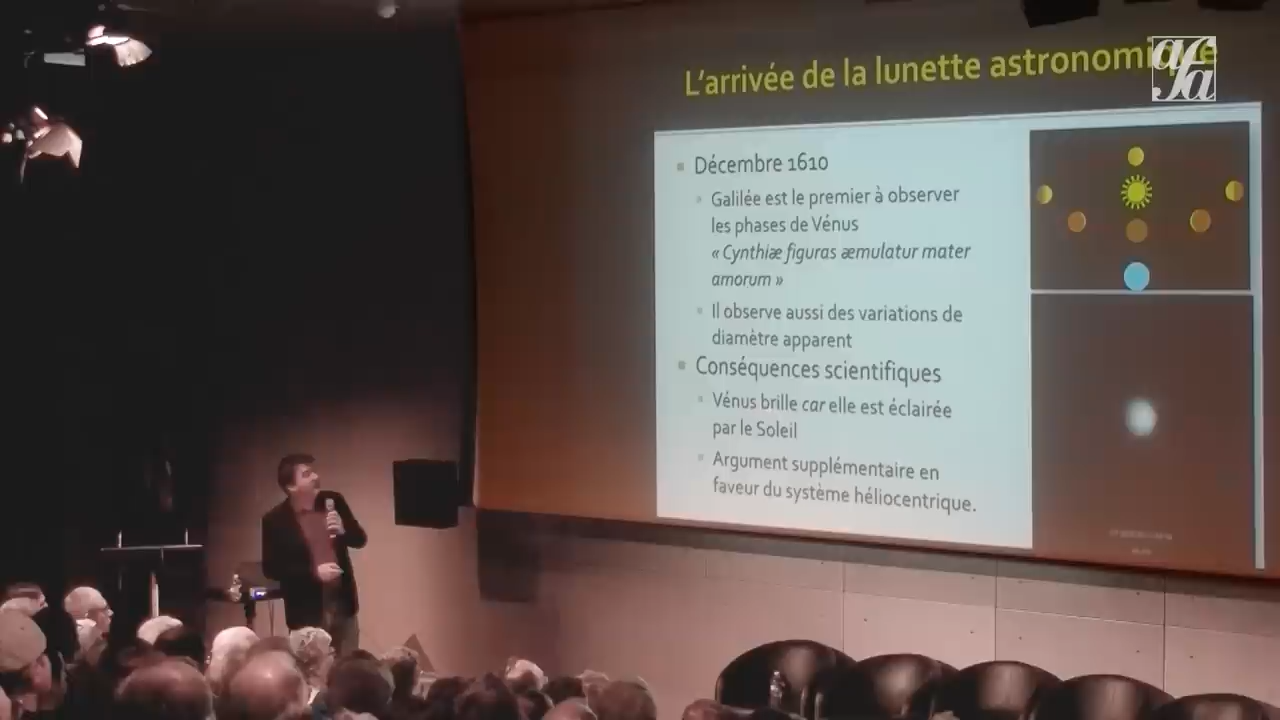 L'arrivée de la lunette astronomique
afa
Décembre 1610
Galilée est le premier à observer
les phases de Vénus
« Cynthiæ figuras æmulatur mater
amorum »
Il observe aussi des variations de
diamètre apparent
Conséquences scientifiques
Vénus brille car elle est éclairée
par le Soleil
Argument supplémentaire en
faveur du système héliocentrique.